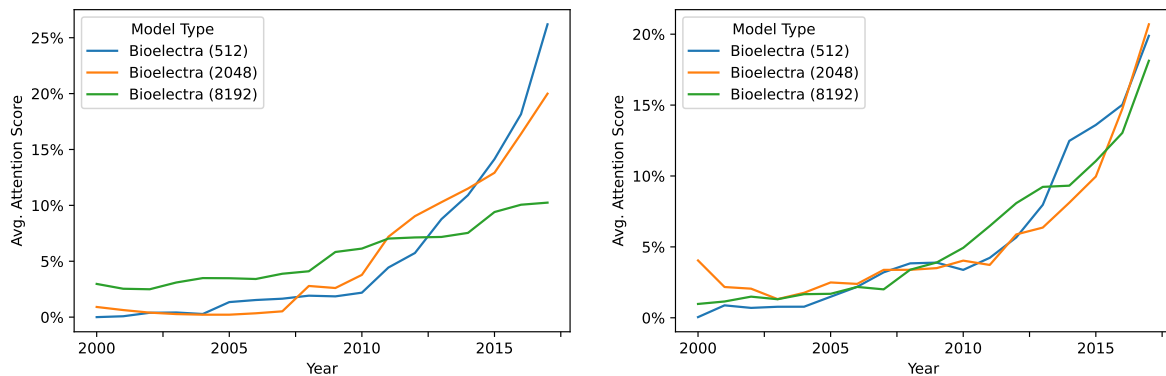 Model Type
Bioelectra (512)
Bioelectra (2048)
Bioelectra (8192)
25%
20%
15%
10%
5%
0%
Avg. Attention Score
2000
2005
2010
2015
Year
Model Type
Bioelectra (512)
Bioelectra (2048)
Bioelectra (8192)
20%
15%
10%
5%
0%
Avg. Attention Score
2000
2005
2010
2015
Year